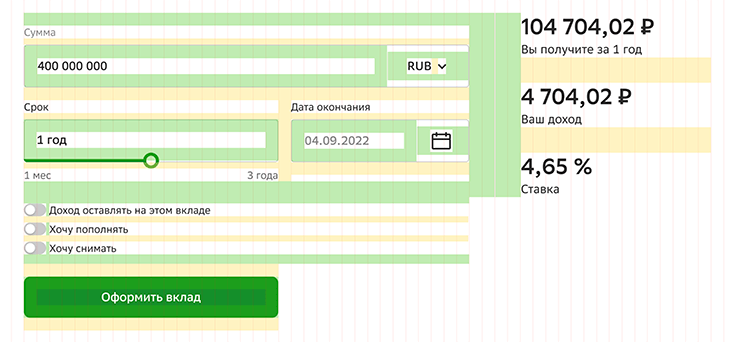 Сумма
400 000 000
RUB
Срок
Дата окончания
1 год
04.09.2022
1 мес
3 года
Доход оставлять на этом вкладе
Хочу пополнять
Хочу снимать
Оформить вклад
104 704,02 ₽
Вы получите за 1 год
4 704,02 ₽
Ваш доход
4,65 %
Ставка